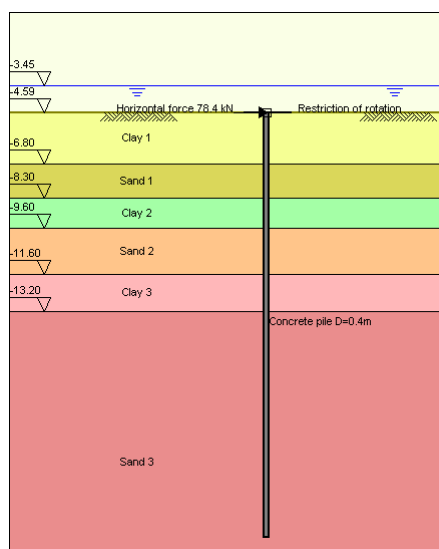 -3.45
-4.59
Horizontal force 78.4 kN Restriction of rotation
Clay 1
-6.80
Sand 1
-8.30
Clay 2
-9.60
Sand 2
-11.60
Clay 3
-13.20
Concrete pile D=0.4m
Sand 3